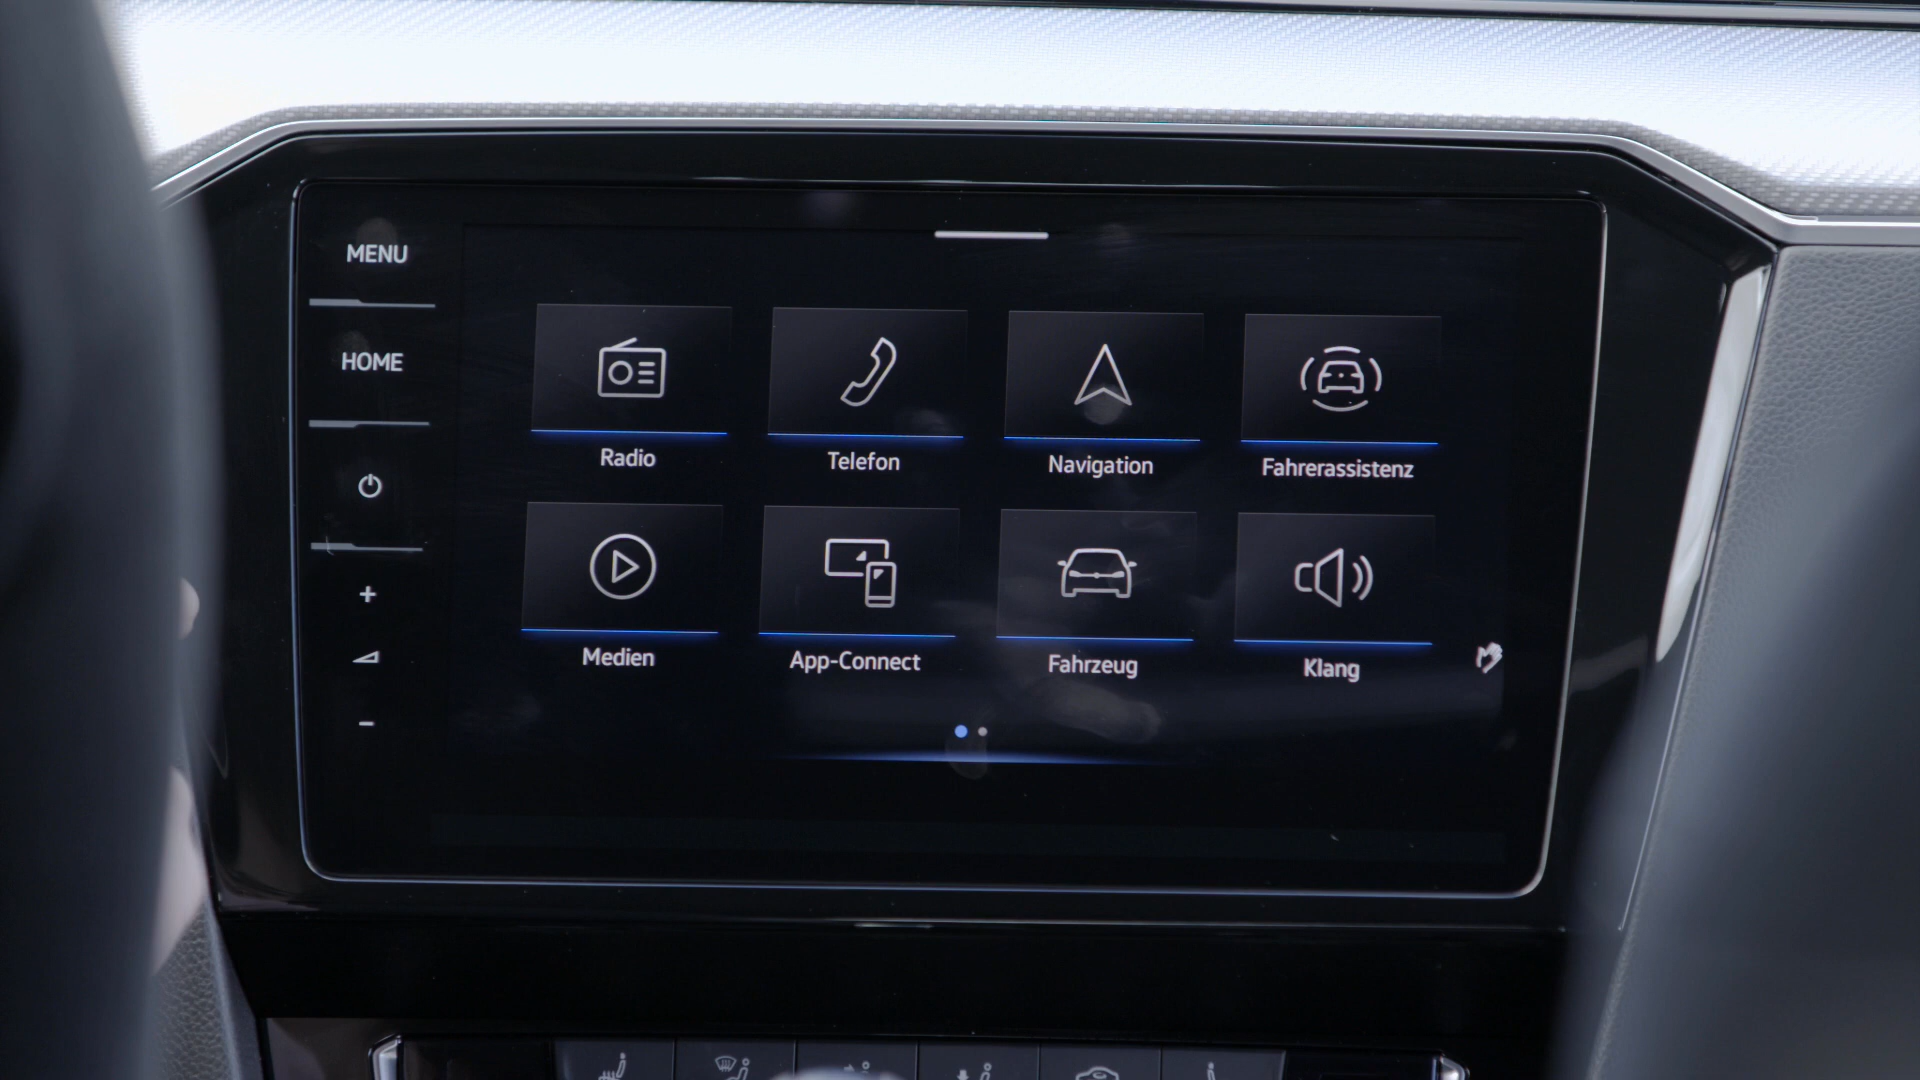 MENU
HOME
Radio
Telefon
Navigation
Fahrerassistenz
Medien
App-Connect
Fahrzeug
Klang